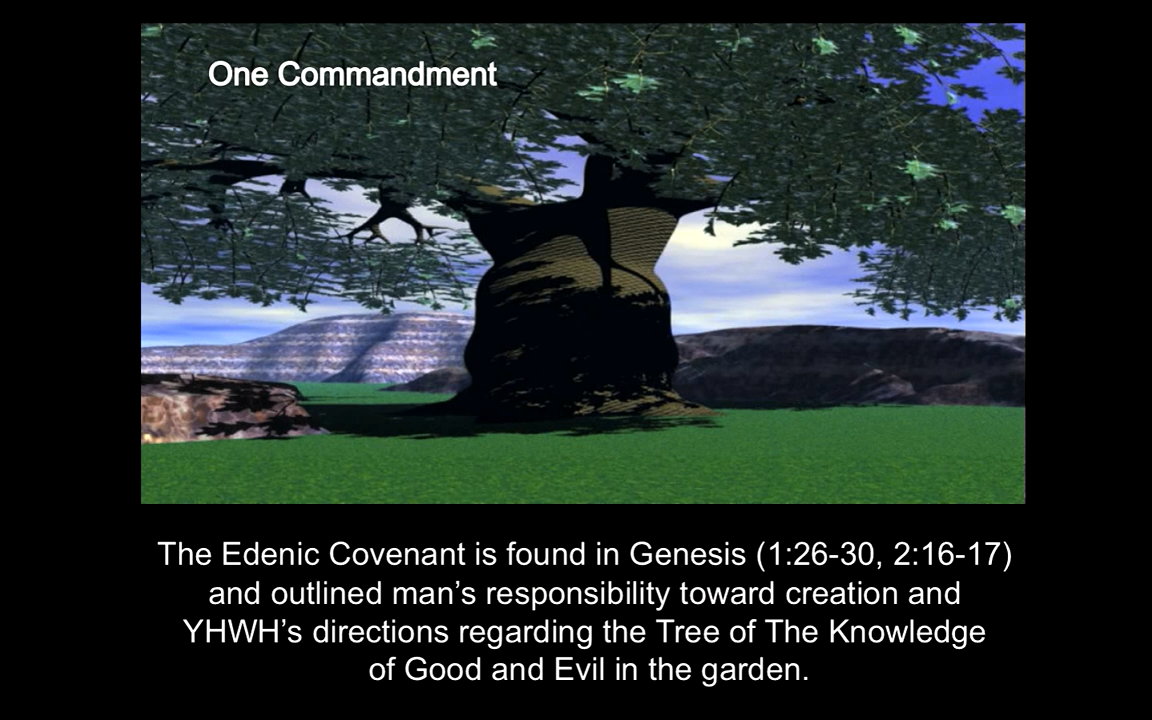 One Commandment
The Edenic Covenant is found in Genesis (1:26-30, 2:16-17)
and outlined man’s responsibility toward creation and
YHWH’s directions regarding the Tree of The Knowledge
of Good and Evil in the garden.